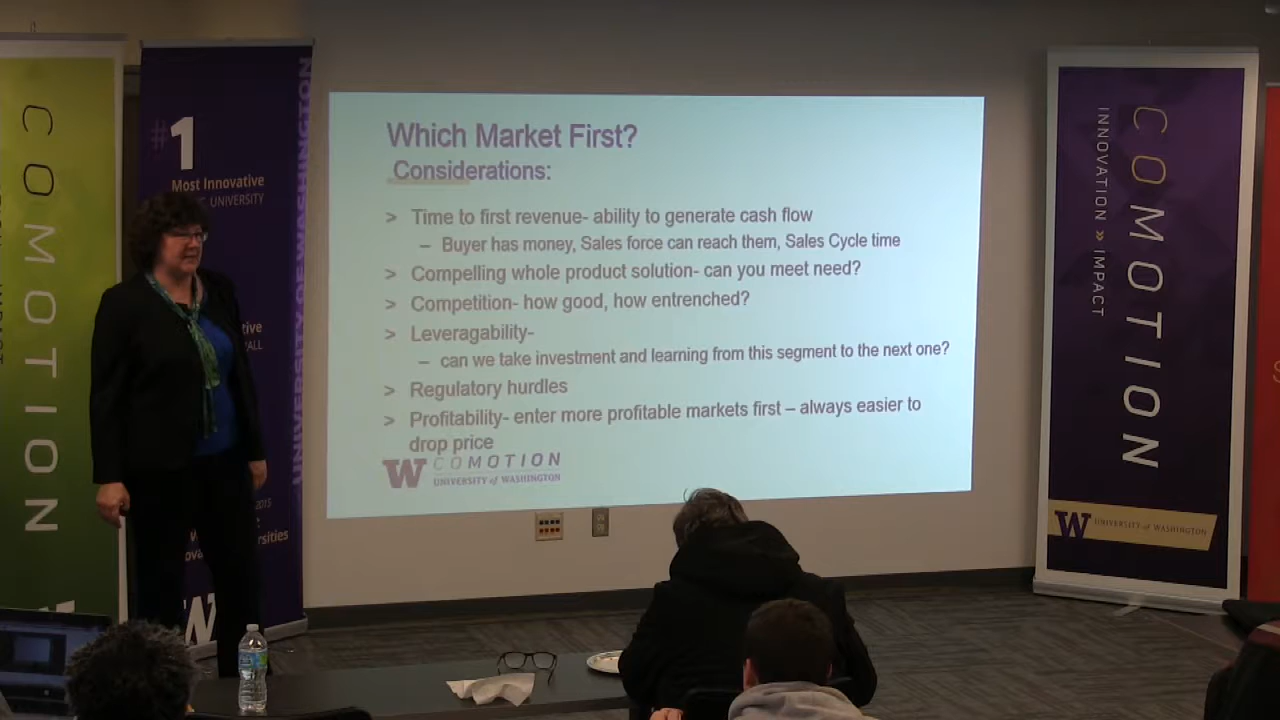 COMOTION
#1
Most Innovative
UNIVERSITY
UNIVERSITY OF WASHINGTON
2015
W
Which Market First?
Considerations:
> Time to first revenue- ability to generate cash flow
– Buyer has money, Sales force can reach them, Sales Cycle time
> Compelling whole product solution- can you meet need?
> Competition- how good, how entrenched?
> Leveragability-
– can we take investment and learning from this segment to the next one?
> Regulatory hurdles
> Profitability- enter more profitable markets first – always easier to
drop price
W COMOTION
UNIVERSITY of WASHINGTON
COMOTION
INNOVATION » IMPACT
W UNIVERSITY of WASHINGTON